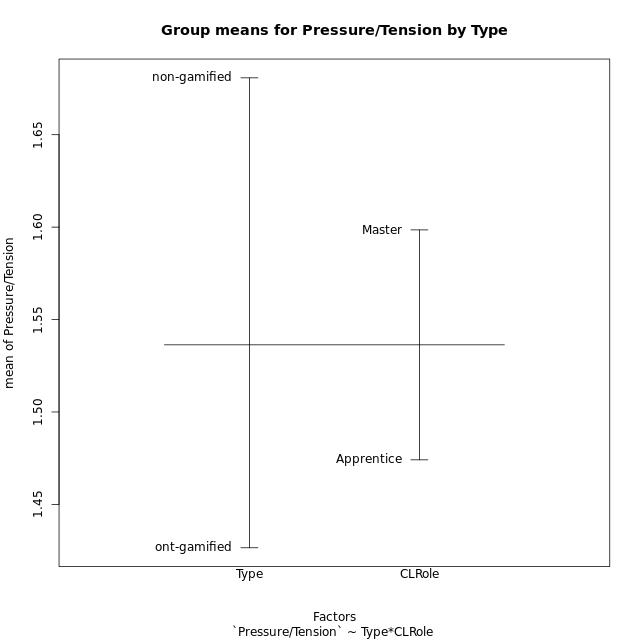 Group means for Pressure/Tension by Type
mean of Pressure/Tension
1.65
1.60
1.55
1.50
1.45
non-gamified
Master
Apprentice
ont-gamified
Type
CLRole
Factors
`Pressure/Tension` ~ Type*CLRole